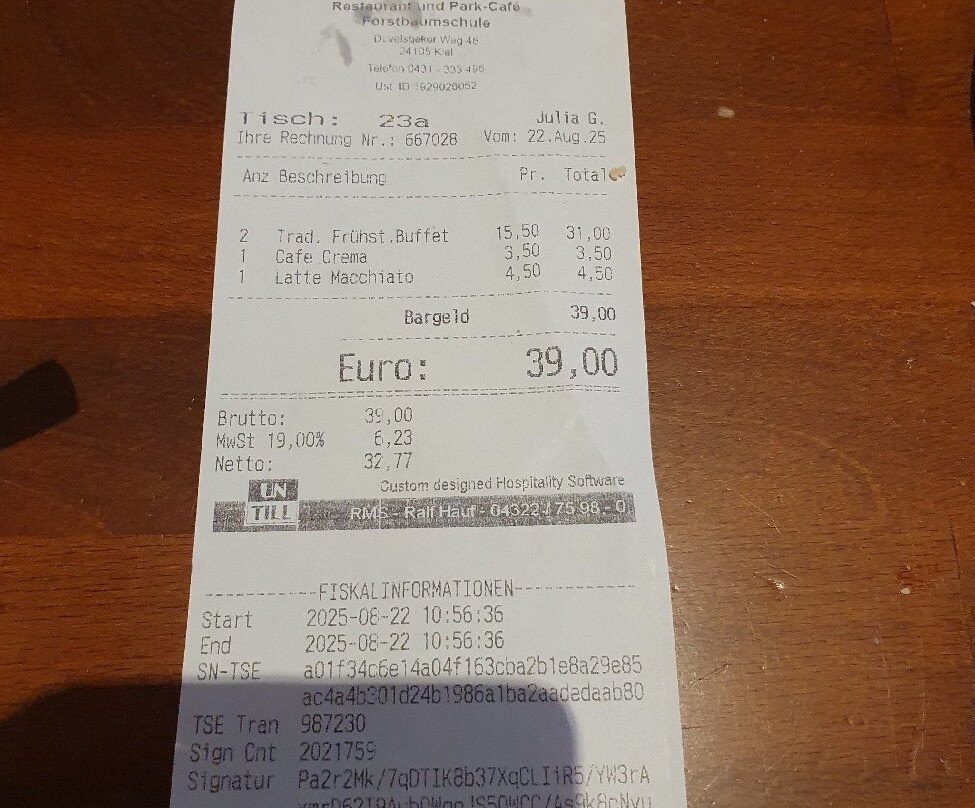 Restaurant und Park-Café
Forstbaumschule
Düvelsbeker Weg 46
24105 Kiel
Telefon 0431 - 333 496
Ust ID 1929026052
Tisch: 23a Julia G.
Ihre Rechnung Nr.: 667028 Vom: 22.Aug.25
Anz Beschreibung Pr. Total
2 Trad. Frühst.Buffet 15,50 31,00
1 Cafe Crema 3,50 3,50
1 Latte Macchiato 4,50 4,50
Bargeld 39,00
Euro: 39,00
Brutto: 39,00
MwSt 19,00% 6,23
Netto: 32,77
UN TILL
Custom designed Hospitality Software
RMS - Ralf Hauf - 04322 / 75 98 - 0
-----------FISKALINFORMATIONEN------------
Start 2025-08-22 10:56:36
End 2025-08-22 10:56:36
SN-TSE a01f34c6e14a04f163cba2b1e8a29e85
ac4a4b301d24b1986a1ba2aadedaab80
TSE Tran 987230
Sign Cnt 2021759
Signatur Pa2r2Mk/7qDTIK8b37XqCLIiR5/YW3rA